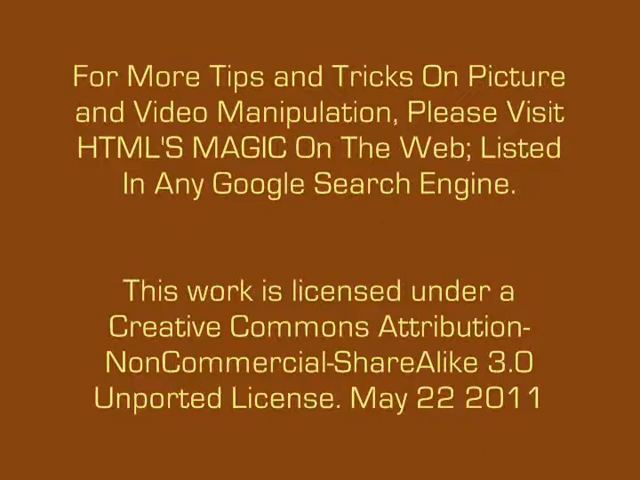 For More Tips and Tricks On Picture
and Video Manipulation, Please Visit
HTML'S MAGIC On The Web; Listed
In Any Google Search Engine.
This work is licensed under a
Creative Commons Attribution-
NonCommercial-ShareAlike 3.0
Unported License. May 22 2011